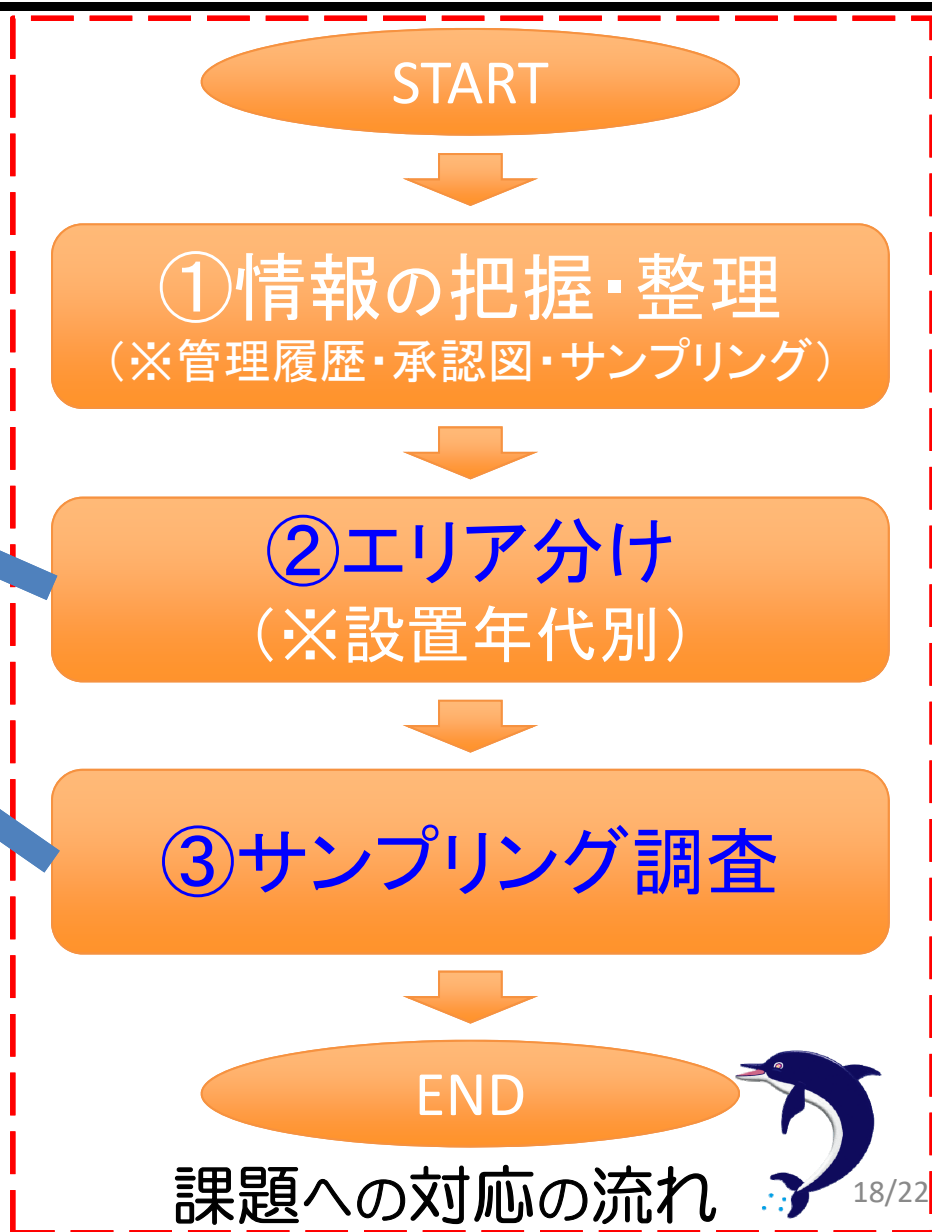 START
①情報の把握・整理
（※管理履歴・承認図・サンプリング）
②エリア分け
（※設置年代別）
③サンプリング調査
END
課題への対応の流れ
18/22